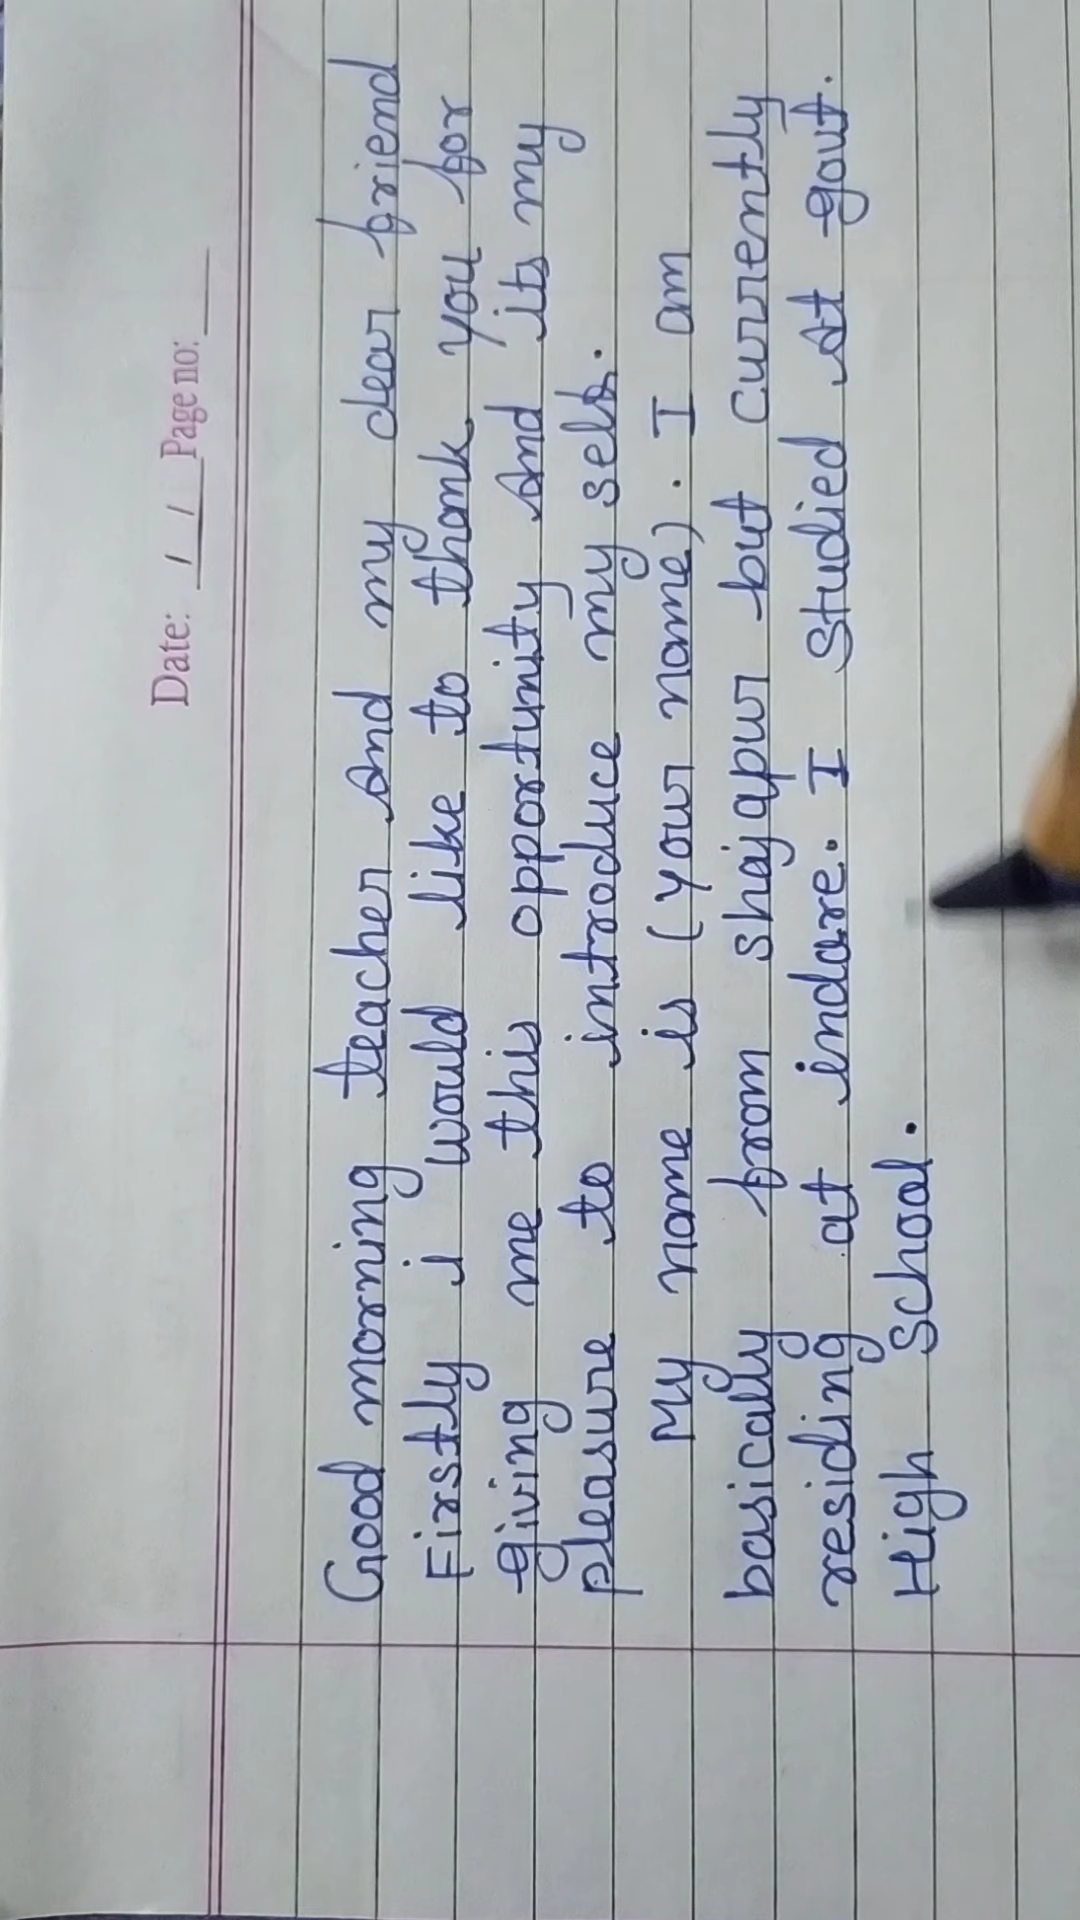 Date: / / Page no:
Good morning teacher and my dear friend
Firstly i would like to thank you for
giving me this opportunity and its my
pleasure to introduce my self.
My name is (your name). I am
basically from shajapur but currently
residing at indore. I studied At govt.
High school.